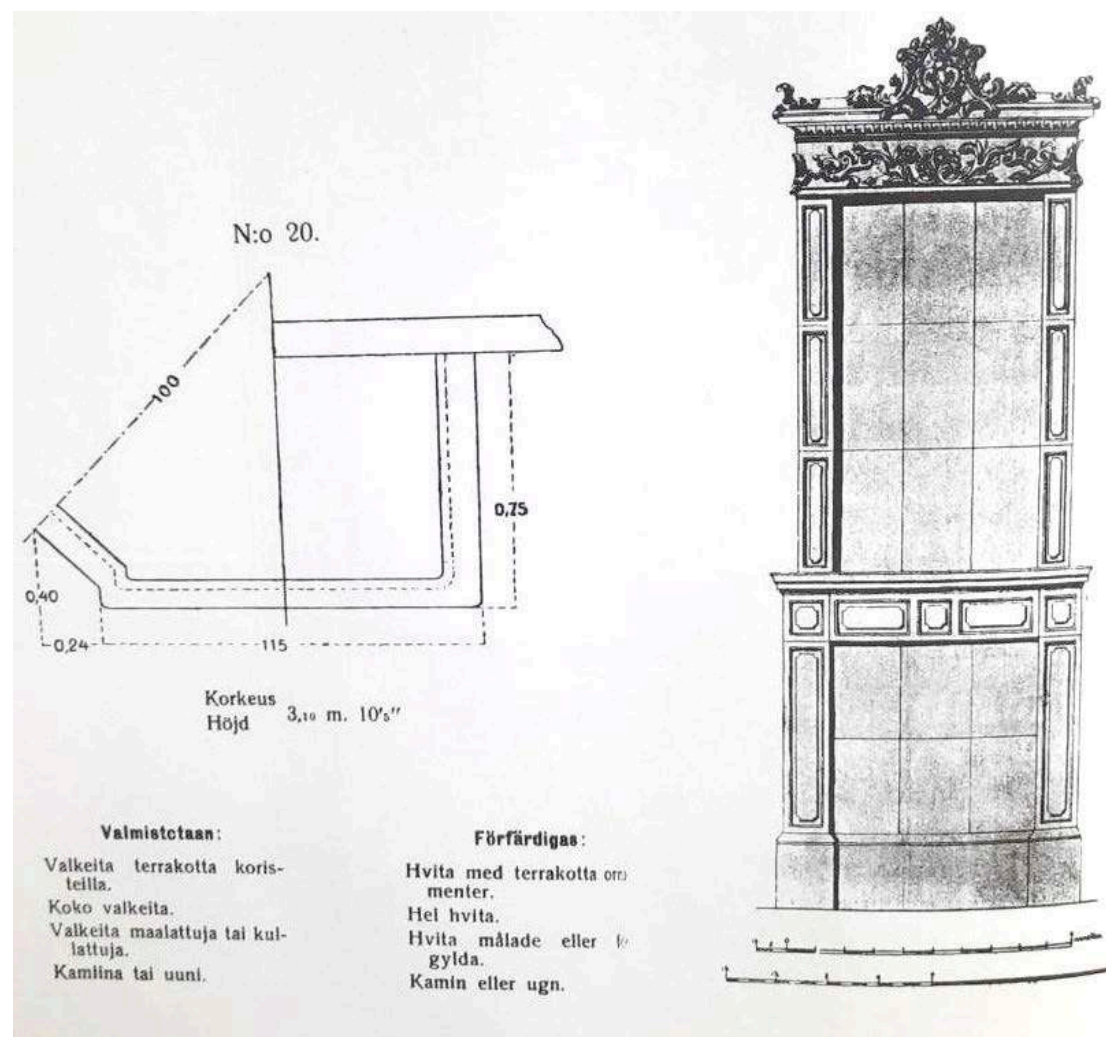 N:o 20.
100
0,75
0,40
0,24
115
Korkeus
Höjd
3,10 m. 10'5"
Valmistetaan:
Valkeita terrakotta koris-
teilla.
Koko valkeita.
Valkeita maalattuja tai kul-
lattuja.
Kamiina tai uuni.
Förfärdigas:
Hvita med terrakotta
menter.
Hel hvita.
Hvita målade eller
gylda.
Kamin eller ugn.